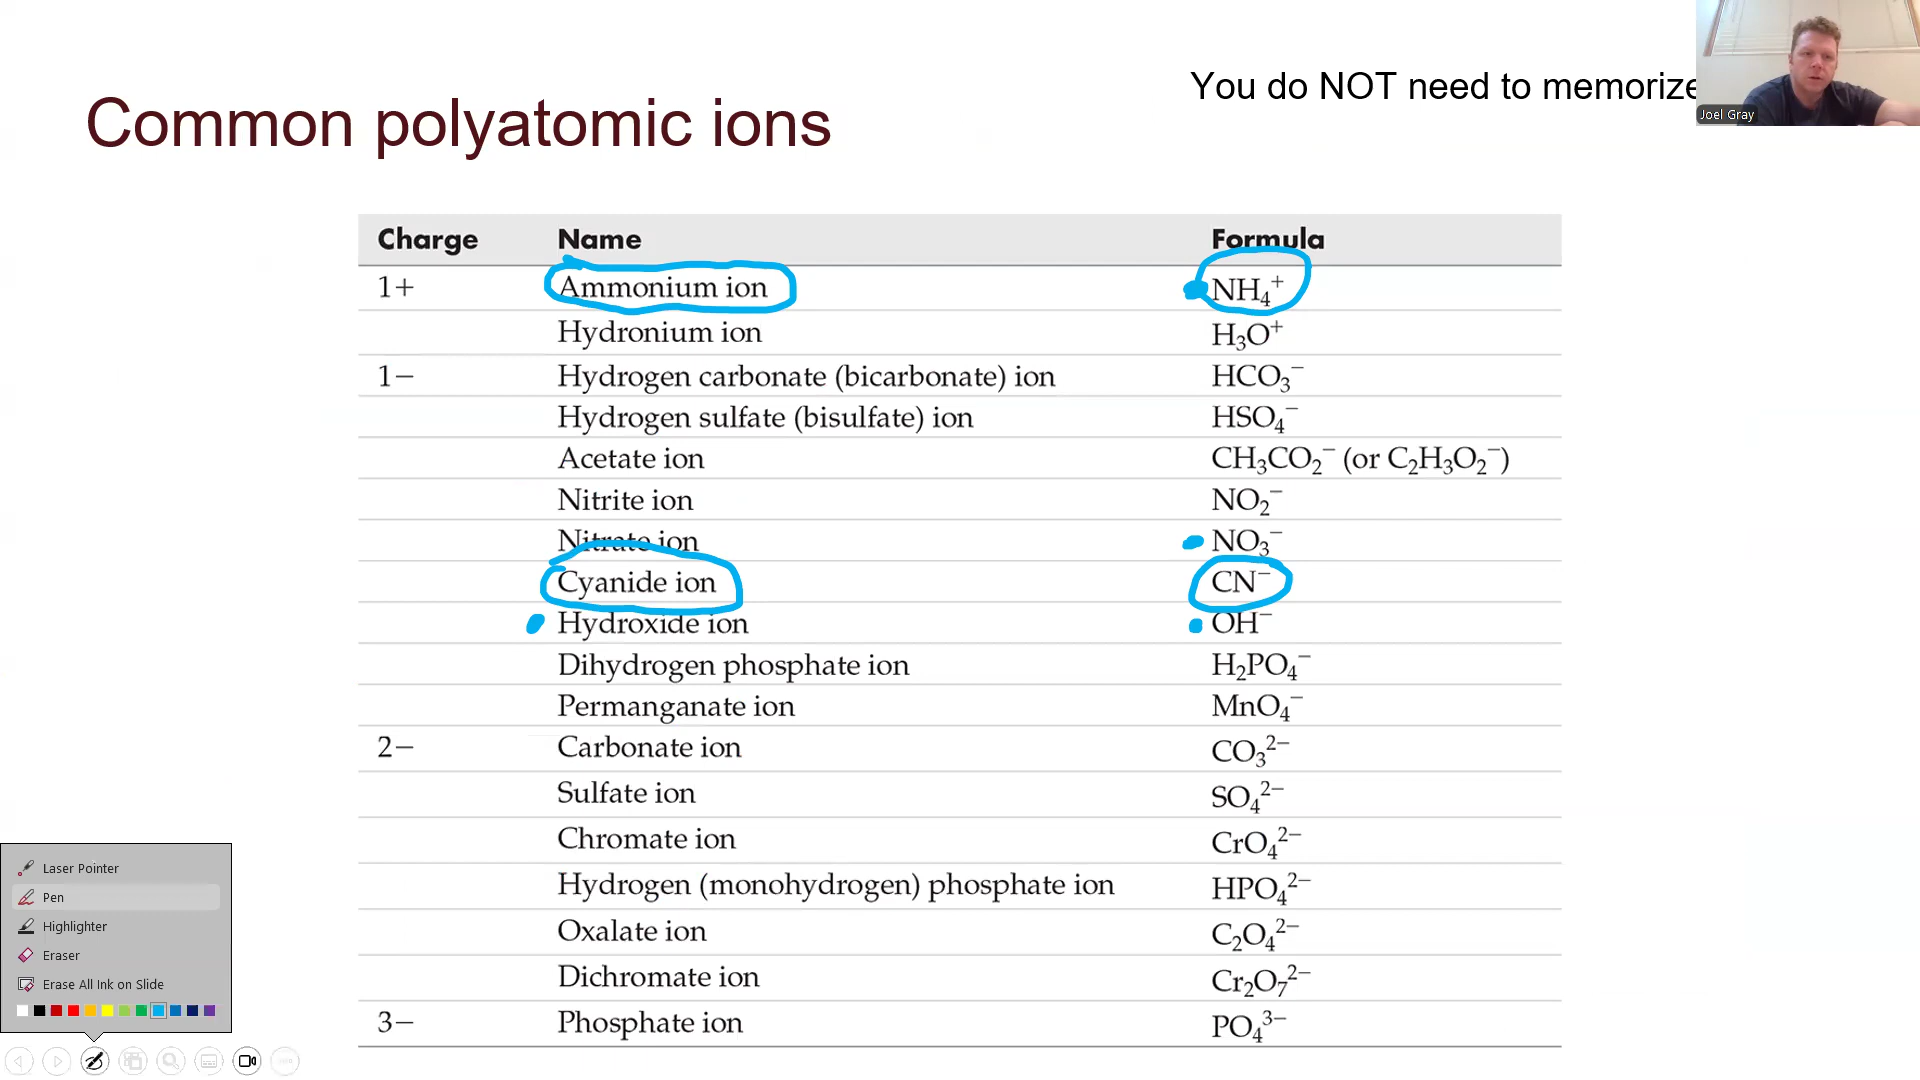 You do NOT need to memorize
Joel Gray
Common polyatomic ions
Charge Name Formula
1+ Ammonium ion NH₄⁺
Hydronium ion H₃O⁺
1− Hydrogen carbonate (bicarbonate) ion HCO₃⁻
Hydrogen sulfate (bisulfate) ion HSO₄⁻
Acetate ion CH₃CO₂⁻ (or C₂H₃O₂⁻)
Nitrite ion NO₂⁻
Nitrate ion NO₃⁻
Cyanide ion CN⁻
Hydroxide ion OH⁻
Dihydrogen phosphate ion H₂PO₄⁻
Permanganate ion MnO₄⁻
2− Carbonate ion CO₃²⁻
Sulfate ion SO₄²⁻
Chromate ion CrO₄²⁻
Hydrogen (monohydrogen) phosphate ion HPO₄²⁻
Oxalate ion C₂O₄²⁻
Dichromate ion Cr₂O₇²⁻
3− Phosphate ion PO₄³⁻
Laser Pointer
Pen
Highlighter
Eraser
Erase All Ink on Slide